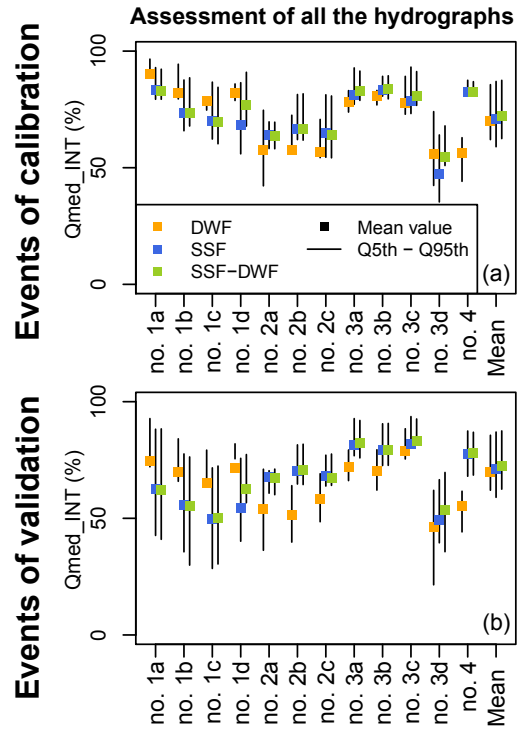 Assessment of all the hydrographs
Events of calibration
Qmed_INT (%)
100
50
0
DWF
SSF
SSF−DWF
Mean value
Q5th − Q95th
(a)
no. 1a
no. 1b
no. 1c
no. 1d
no. 2a
no. 2b
no. 2c
no. 3a
no. 3b
no. 3c
no. 3d
no. 4
Mean
Events of validation
Qmed_INT (%)
100
50
0
(b)
no. 1a
no. 1b
no. 1c
no. 1d
no. 2a
no. 2b
no. 2c
no. 3a
no. 3b
no. 3c
no. 3d
no. 4
Mean